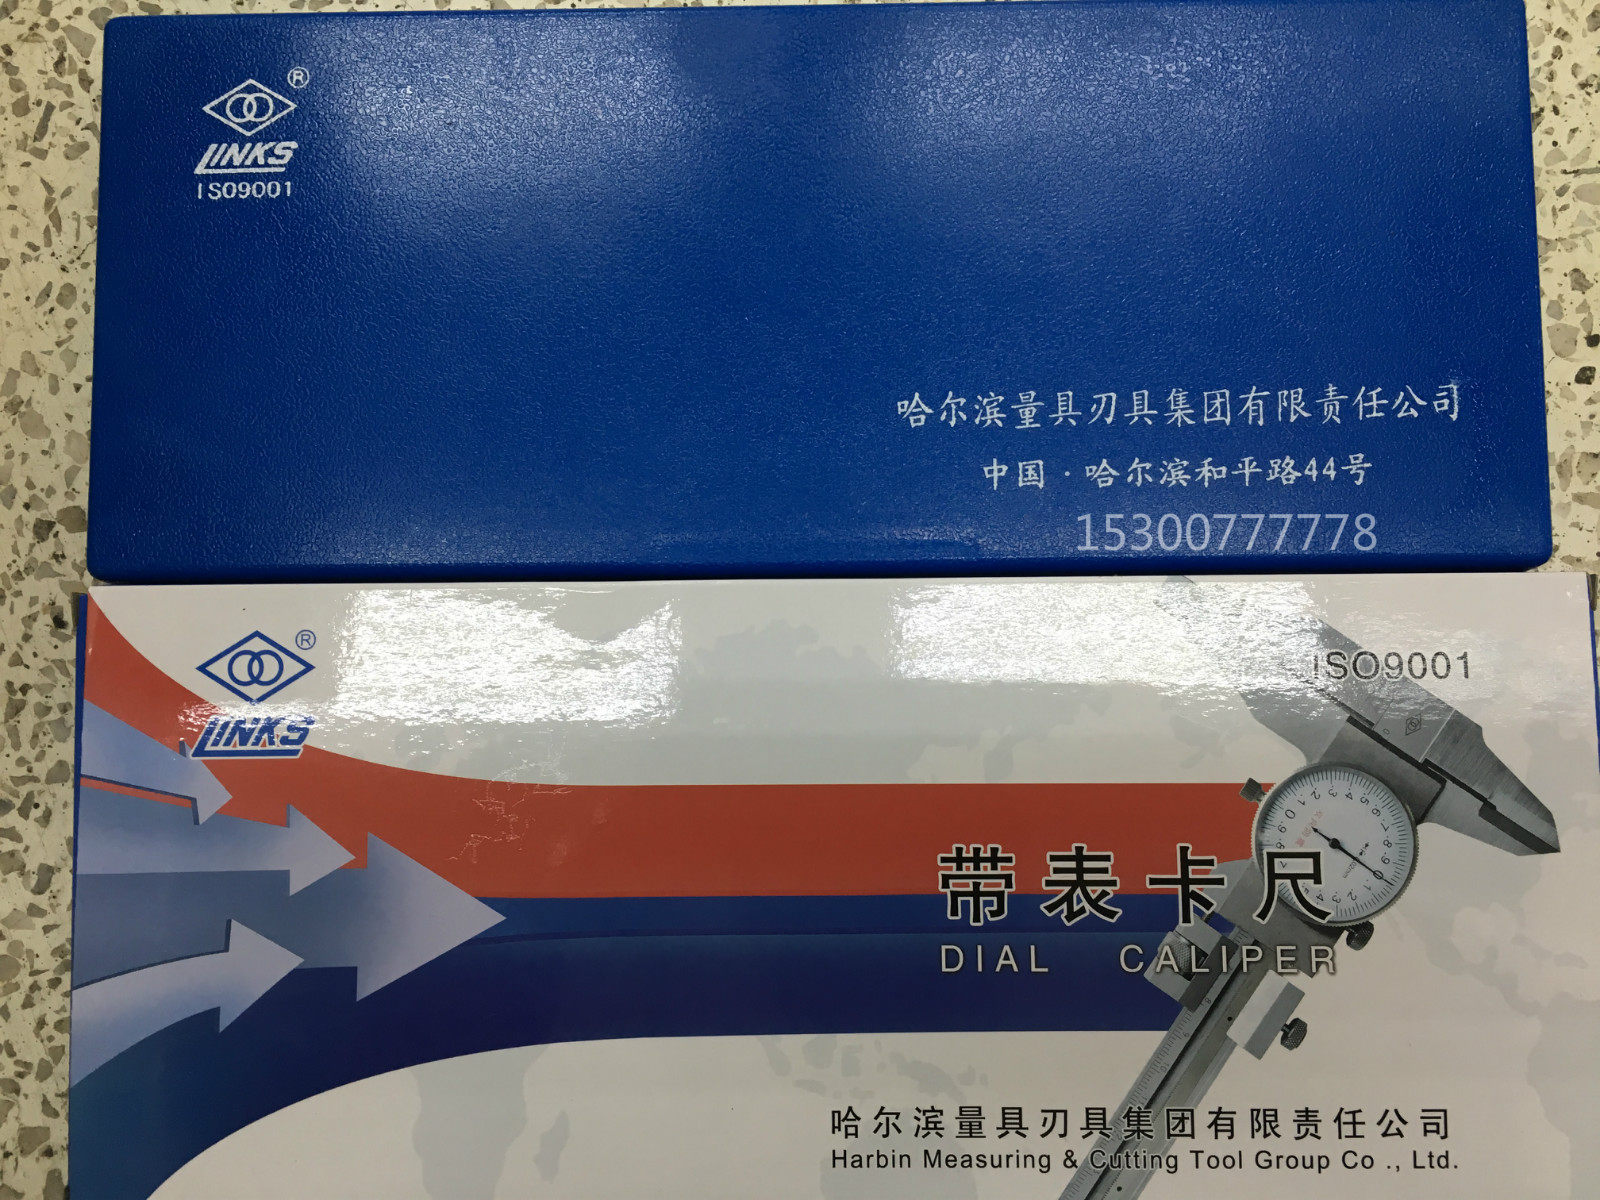 ®
LINKS
ISO9001
哈尔滨量具刃具集团有限责任公司
中国·哈尔滨和平路44号
15300777778
®
LINKS
ISO9001
带表卡尺
DIAL CALIPER
哈尔滨量具刃具集团有限责任公司
Harbin Measuring & Cutting Tool Group Co ., Ltd.